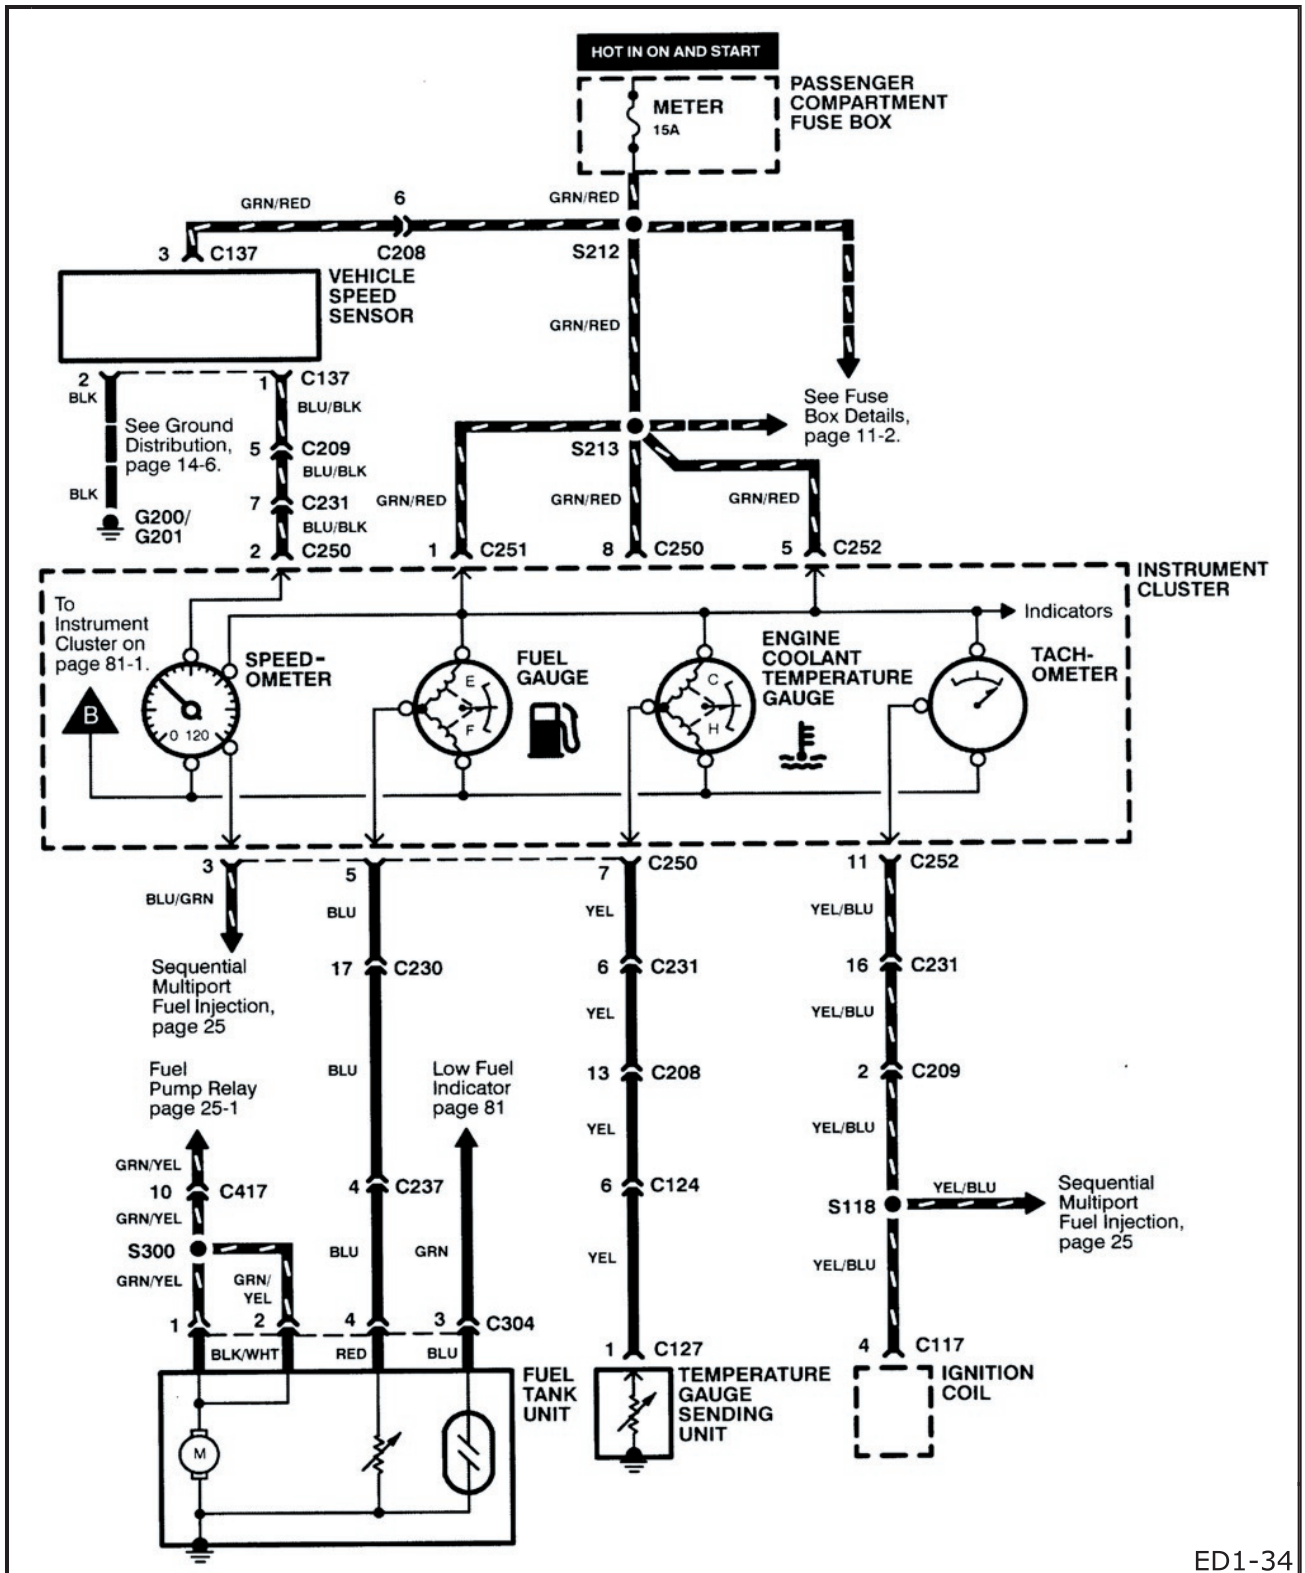 HOT IN ON AND START
PASSENGER
COMPARTMENT
FUSE BOX
METER
15A
GRN/RED
6
GRN/RED
3
C137
C208
S212
VEHICLE
SPEED
SENSOR
GRN/RED
2
BLK
1
C137
BLU/BLK
See Ground
Distribution,
page 14-6.
5
C209
BLU/BLK
See Fuse
Box Details,
page 11-2.
S213
BLK
7
C231
GRN/RED
GRN/RED
GRN/RED
G200/
G201
BLU/BLK
2
C250
1
C251
8
C250
5
C252
INSTRUMENT
CLUSTER
To
Instrument
Cluster on
page 81-1.
B
SPEED-
OMETER
0 120
FUEL
GAUGE
E
F
ENGINE
COOLANT
TEMPERATURE
GAUGE
C
H
Indicators
TACH-
OMETER
3
5
7
C250
11
C252
BLU/GRN
BLU
YEL
YEL/BLU
Sequential
Multiport
Fuel Injection,
page 25
17
C230
6
C231
16
C231
YEL
YEL/BLU
Fuel
Pump Relay
page 25-1
BLU
Low Fuel
Indicator
page 81
13
C208
2
C209
YEL
YEL/BLU
GRN/YEL
10
C417
4
C237
6
C124
GRN/YEL
S118
YEL/BLU
Sequential
Multiport
Fuel Injection,
page 25
S300
BLU
GRN
YEL
YEL/BLU
GRN/YEL
GRN/
YEL
1
2
4
3
C304
BLK/WHT
RED
BLU
1
C127
4
C117
FUEL
TANK
UNIT
TEMPERATURE
GAUGE
SENDING
UNIT
IGNITION
COIL
M
ED1-34